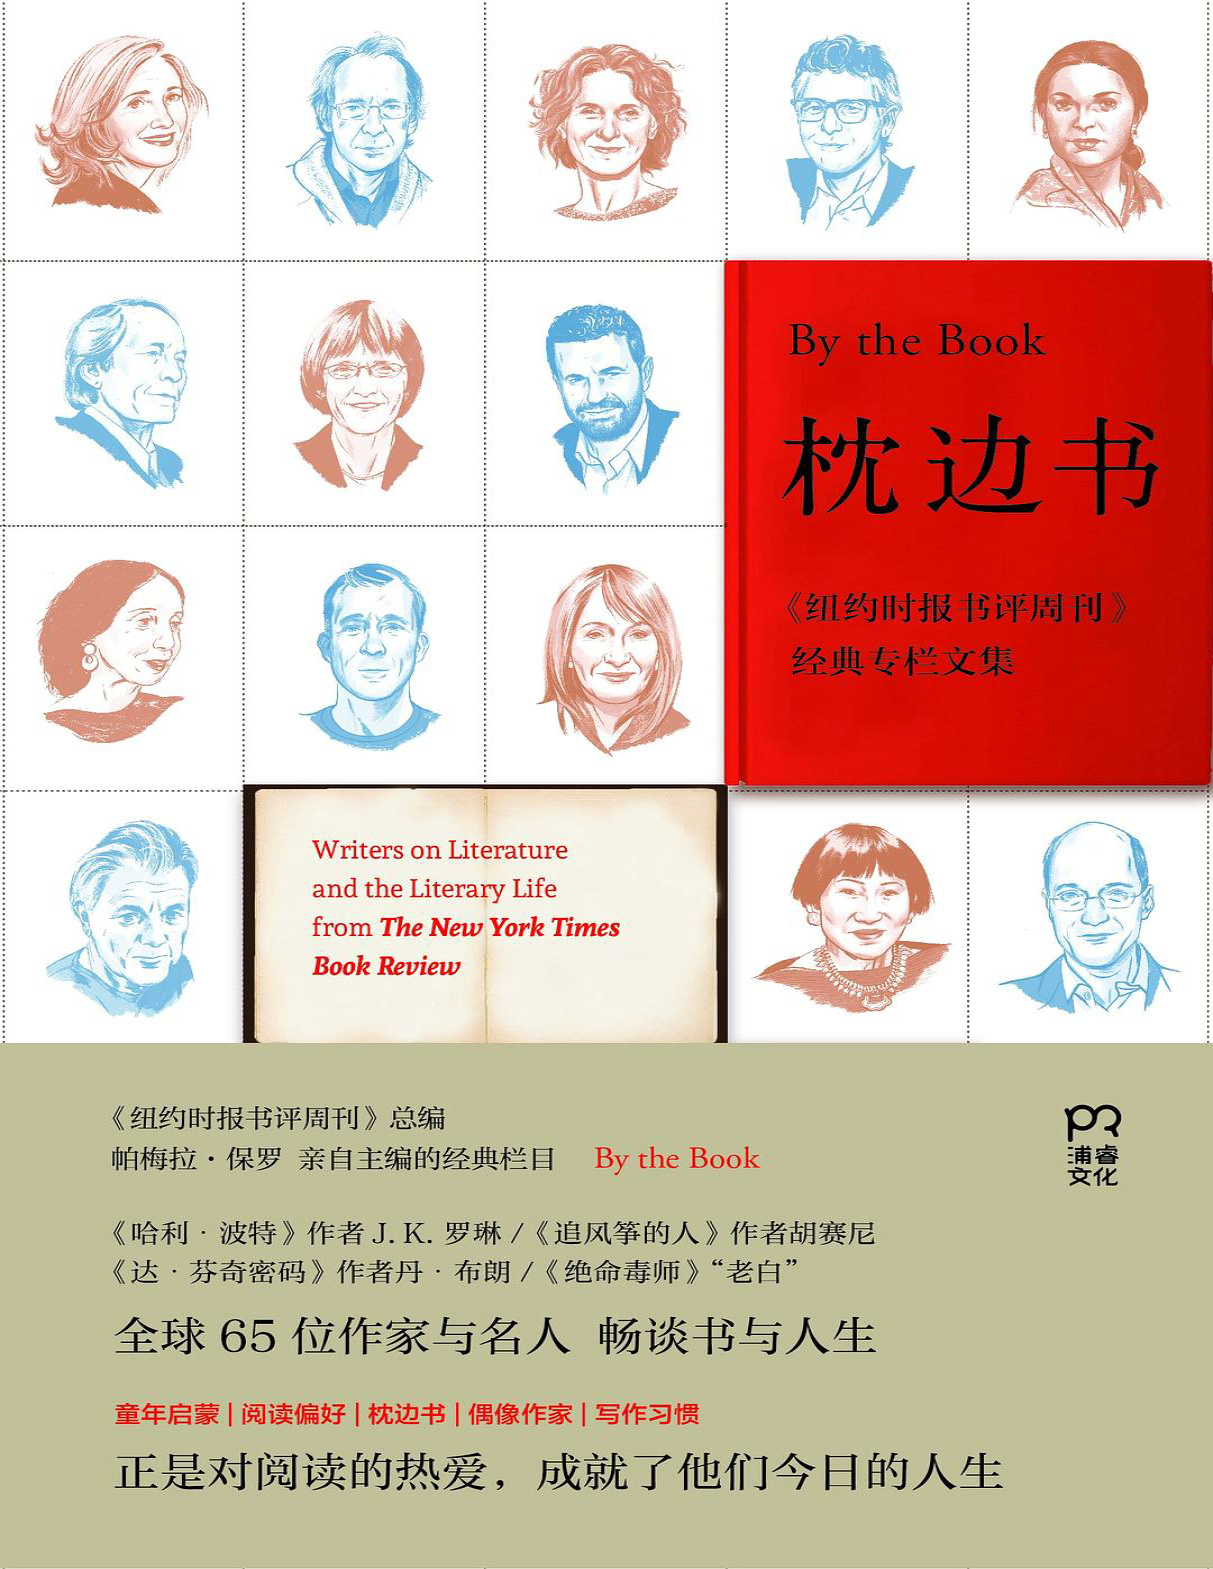 By the Book
枕边书
《纽约时报书评周刊》
经典专栏文集
Writers on Literature
and the Literary Life
from The New York Times
Book Review
《纽约时报书评周刊》总编
帕梅拉·保罗 亲自主编的经典栏目 By the Book
浦睿
文化
《哈利·波特》作者 J. K. 罗琳 /《追风筝的人》作者胡赛尼
《达·芬奇密码》作者丹·布朗 /《绝命毒师》“老白”
全球 65 位作家与名人 畅谈书与人生
童年启蒙 | 阅读偏好 | 枕边书 | 偶像作家 | 写作习惯
正是对阅读的热爱，成就了他们今日的人生